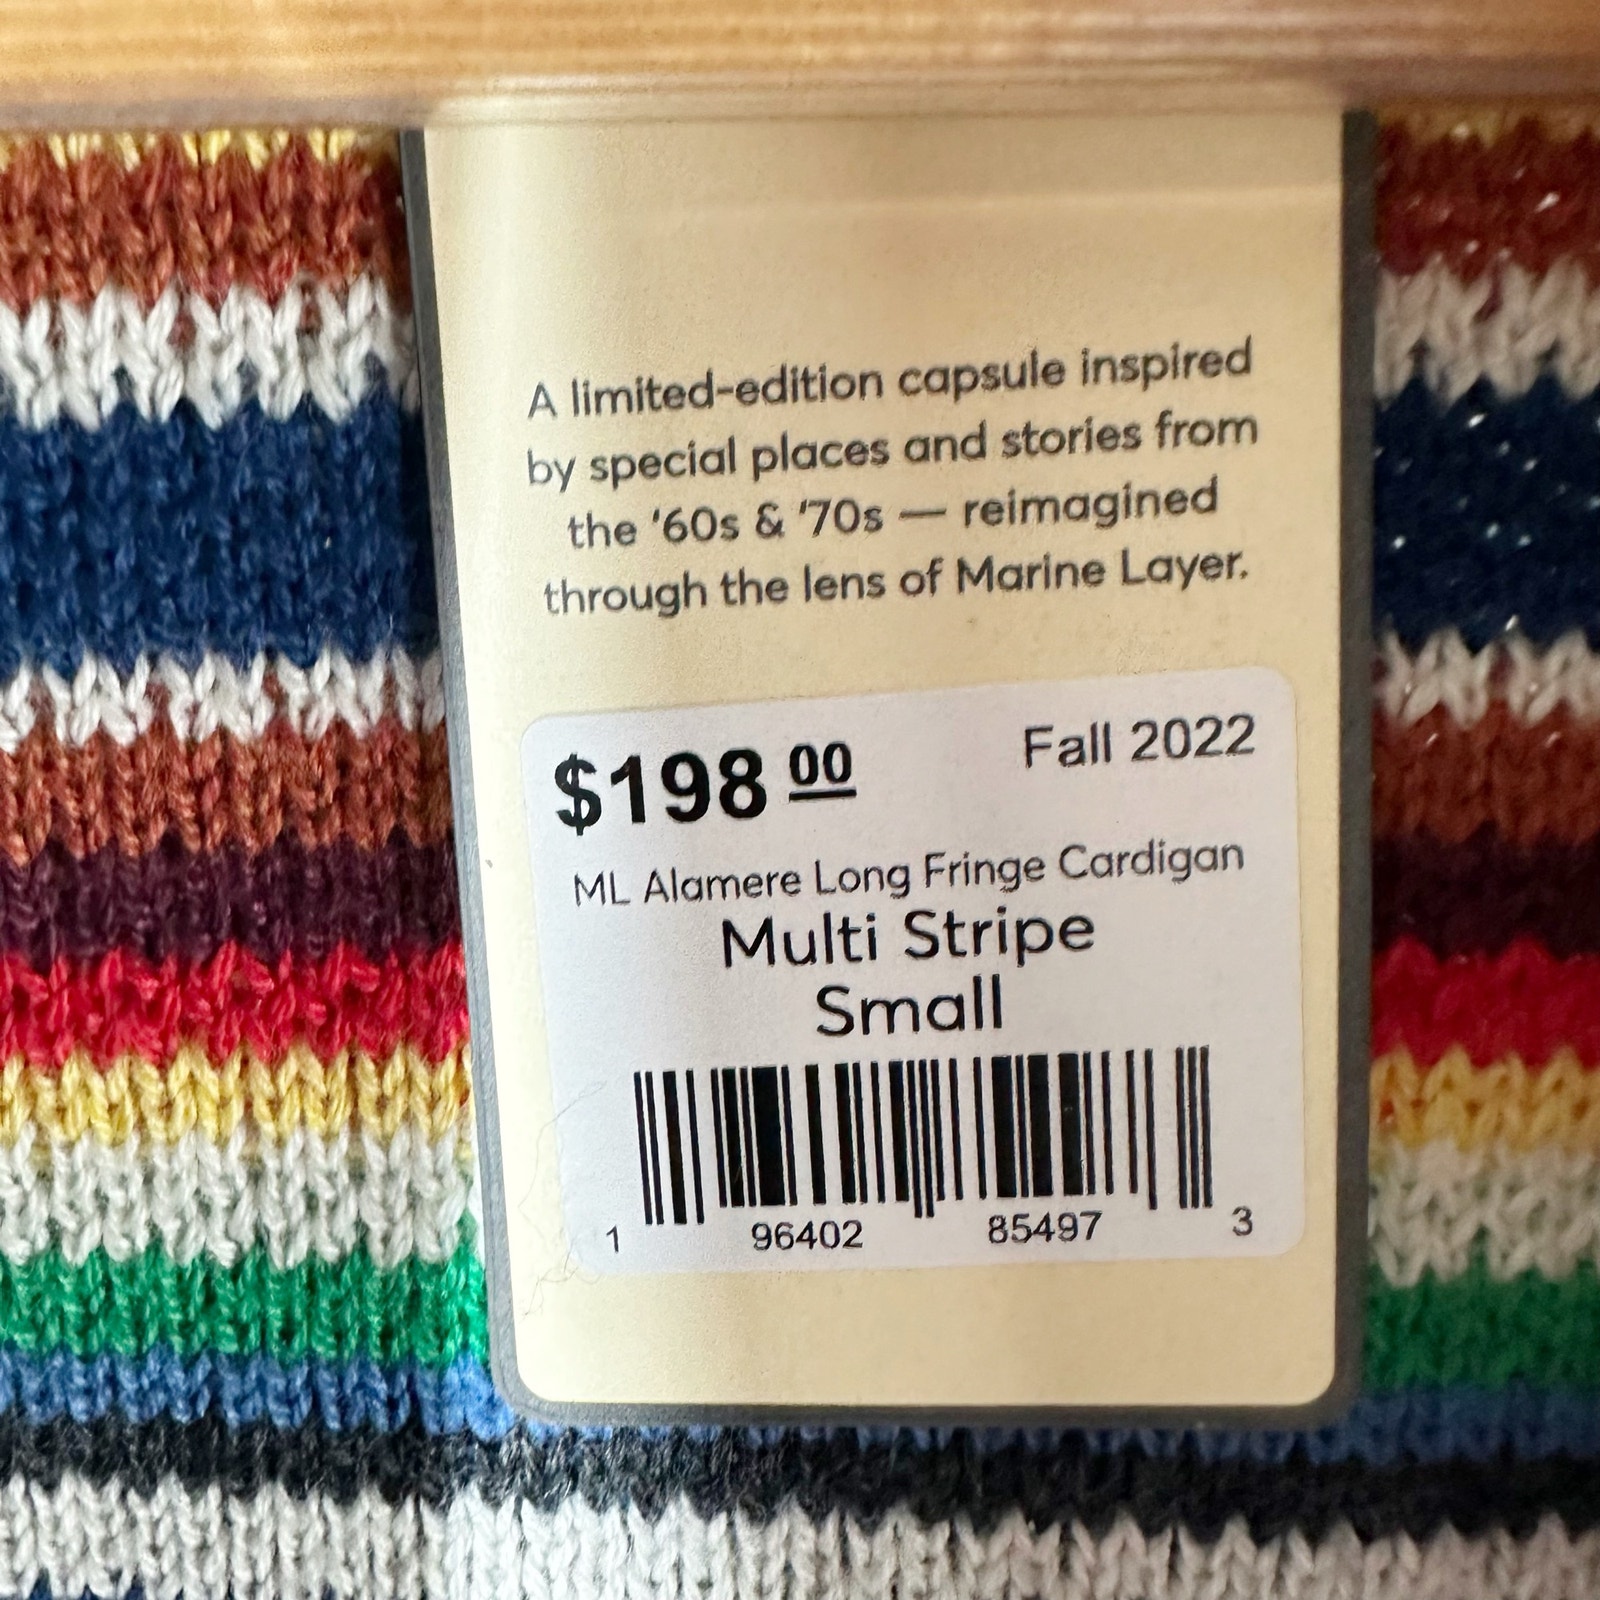 A limited-edition capsule inspired
by special places and stories from
the '60s & '70s — reimagined
through the lens of Marine Layer.
$198 00 Fall 2022
ML Alamere Long Fringe Cardigan
Multi Stripe
Small
1 96402 85497 3